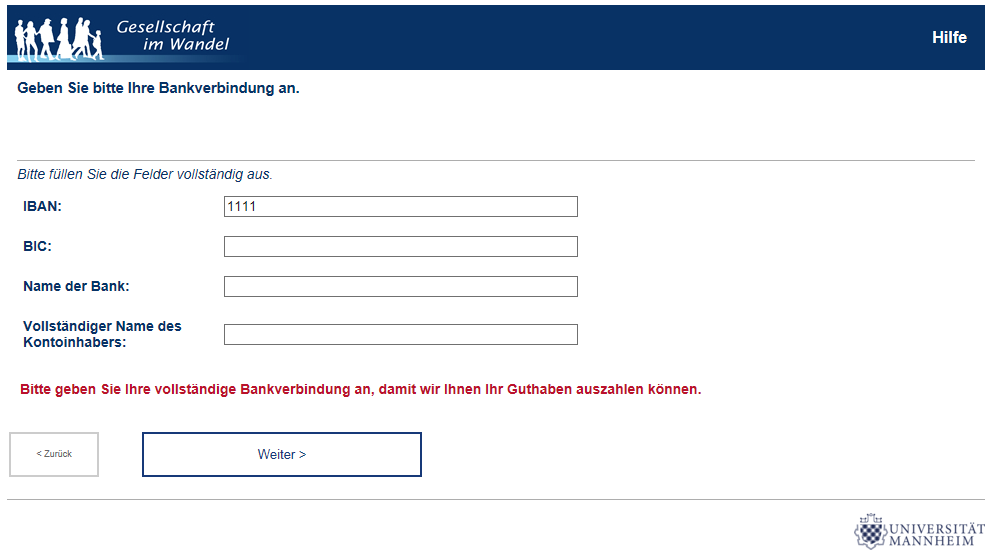 Gesellschaft
im Wandel
Hilfe
Geben Sie bitte Ihre Bankverbindung an.
Bitte füllen Sie die Felder vollständig aus.
IBAN:
1111
BIC:
Name der Bank:
Vollständiger Name des
Kontoinhabers:
Bitte geben Sie Ihre vollständige Bankverbindung an, damit wir Ihnen Ihr Guthaben auszahlen können.
< Zurück
Weiter >
UNIVERSITÄT
MANNHEIM